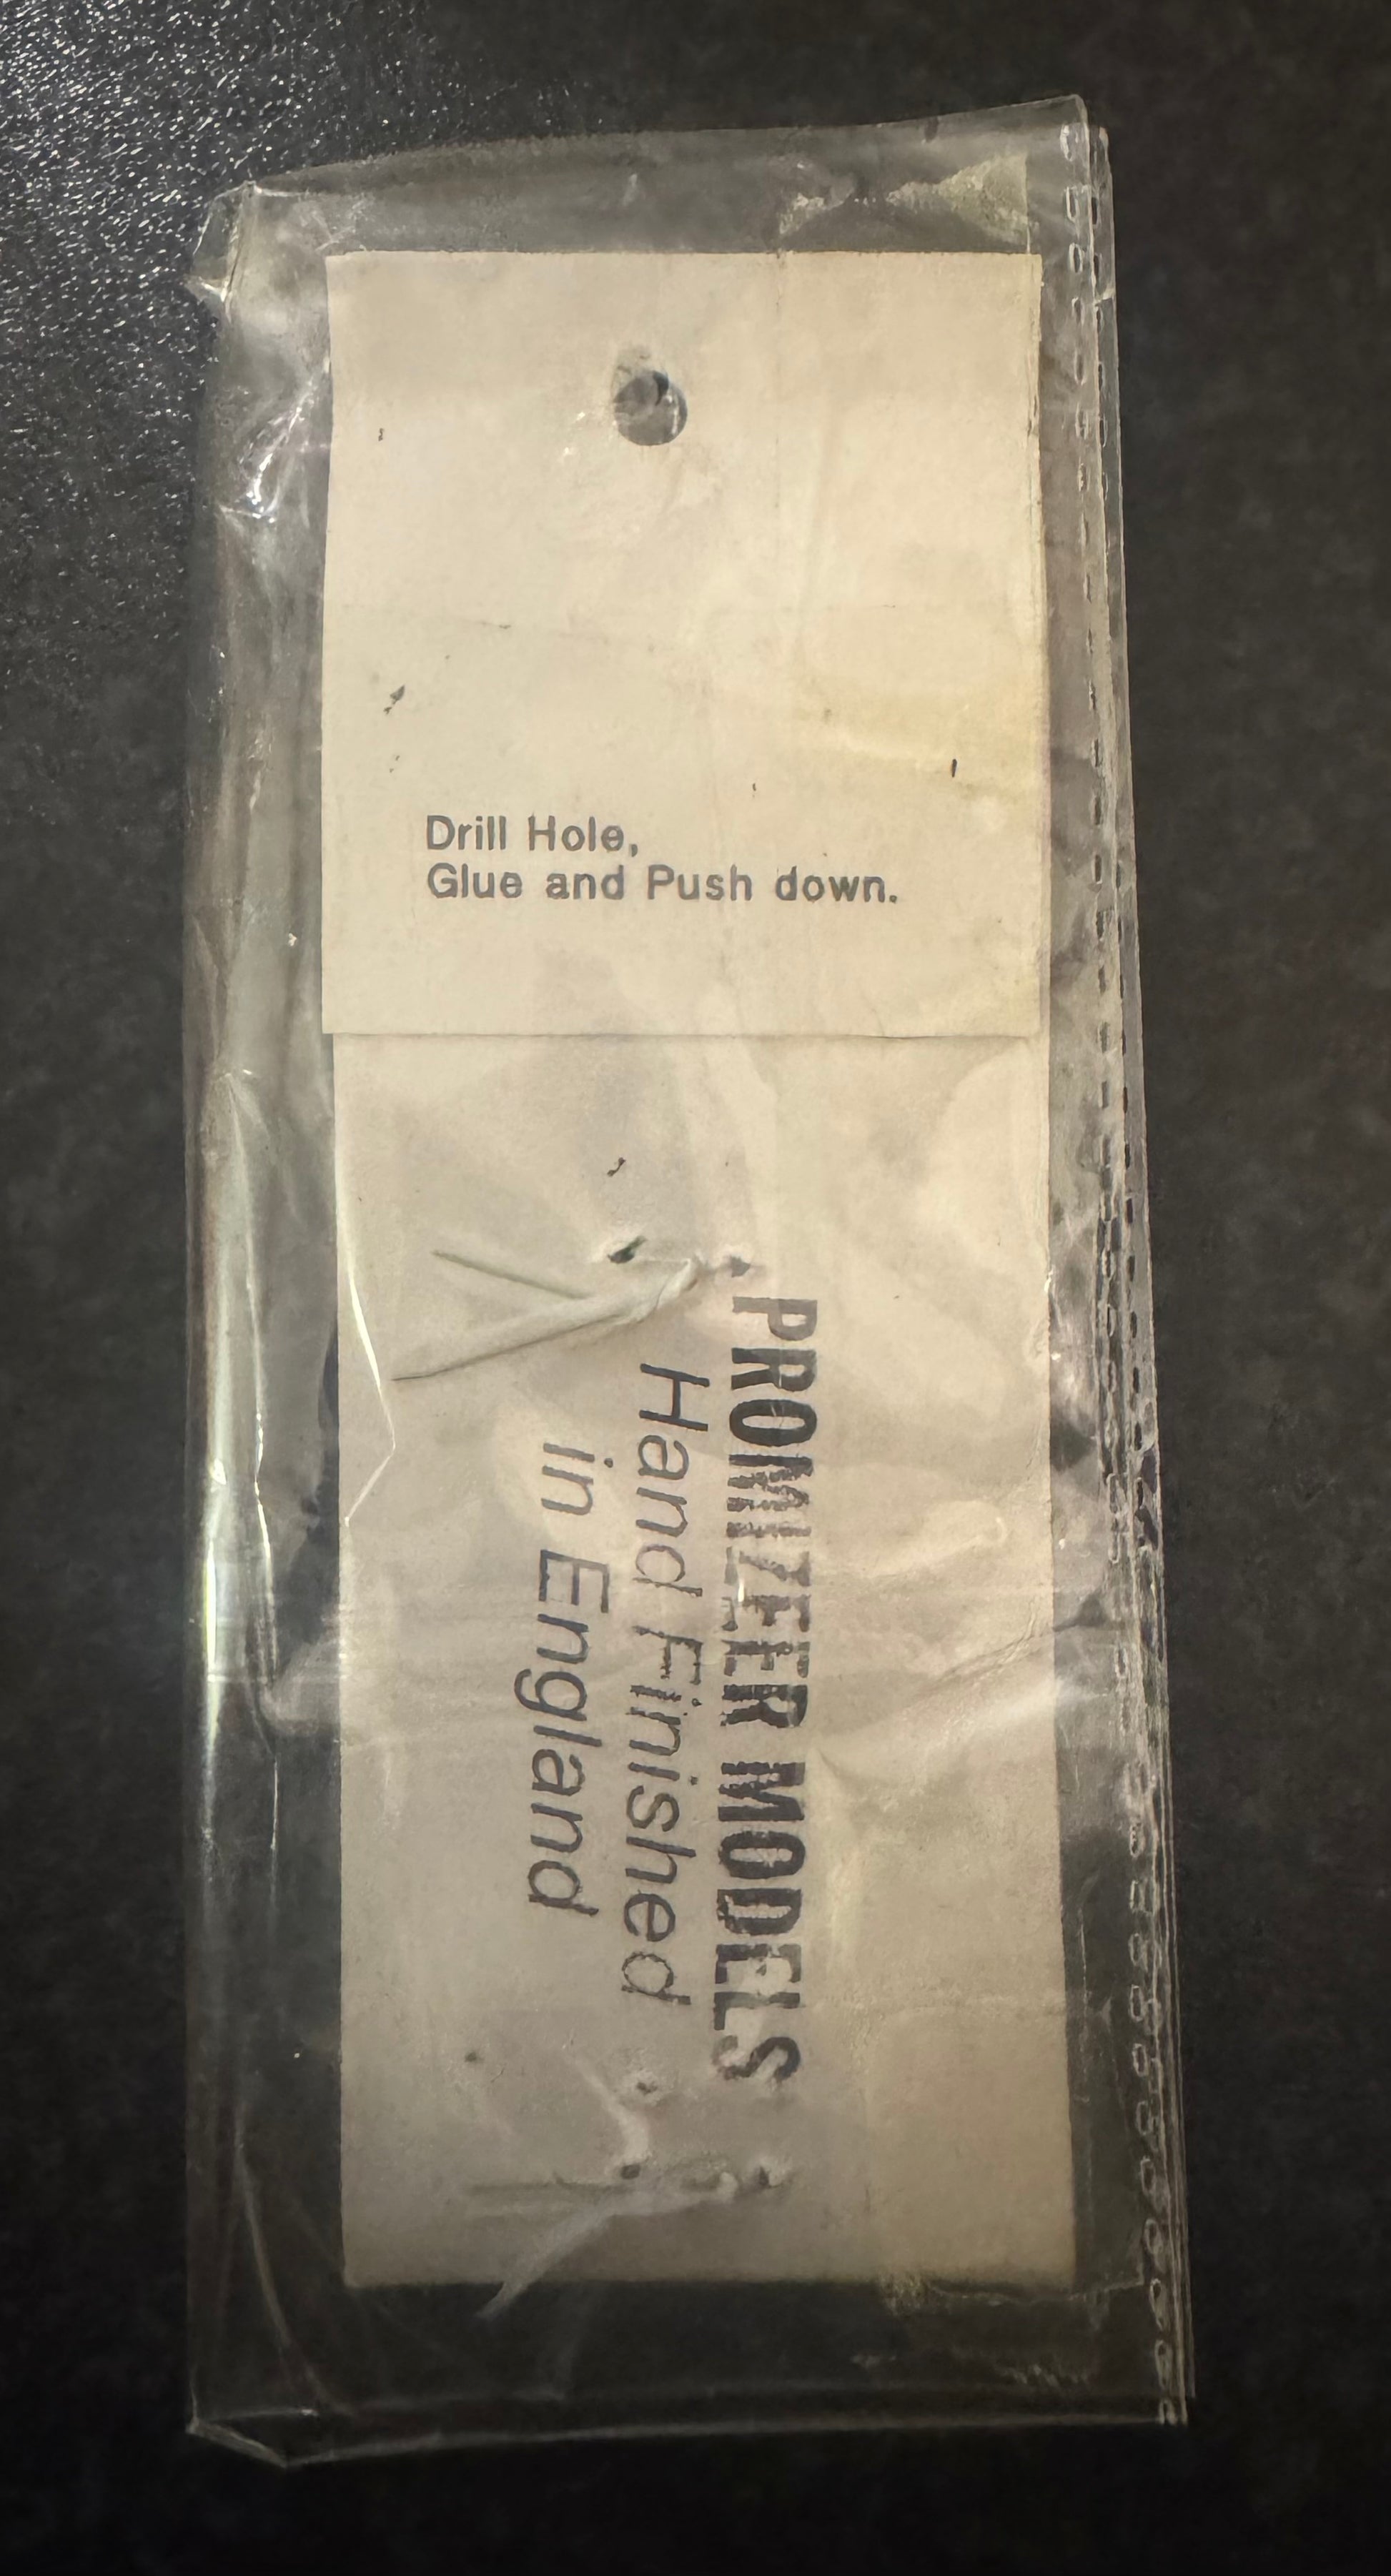 Drill Hole,
Glue and Push down.
PROMIZER MODELS
Hand Finished
in England